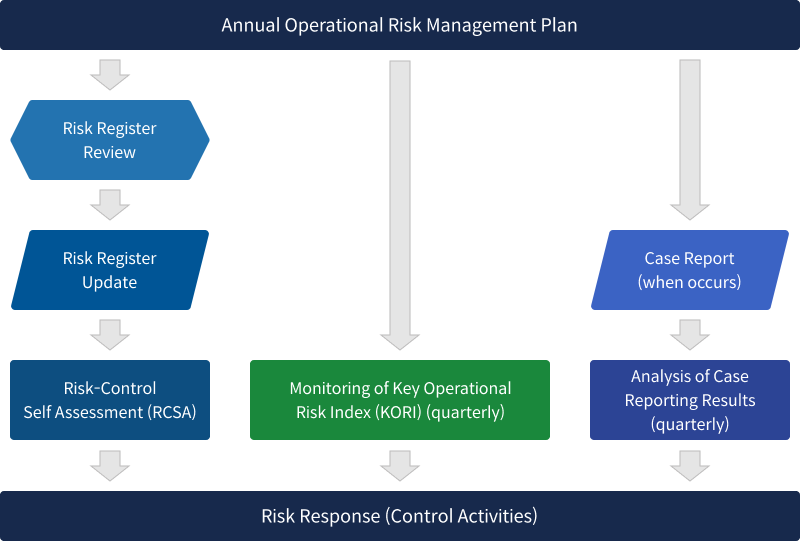 Annual Operational Risk Management Plan
Risk Register
Review
Risk Register
Update
Case Report
(when occurs)
Risk-Control
Self Assessment (RCSA)
Monitoring of Key Operational
Risk Index (KORI) (quarterly)
Analysis of Case
Reporting Results
(quarterly)
Risk Response (Control Activities)